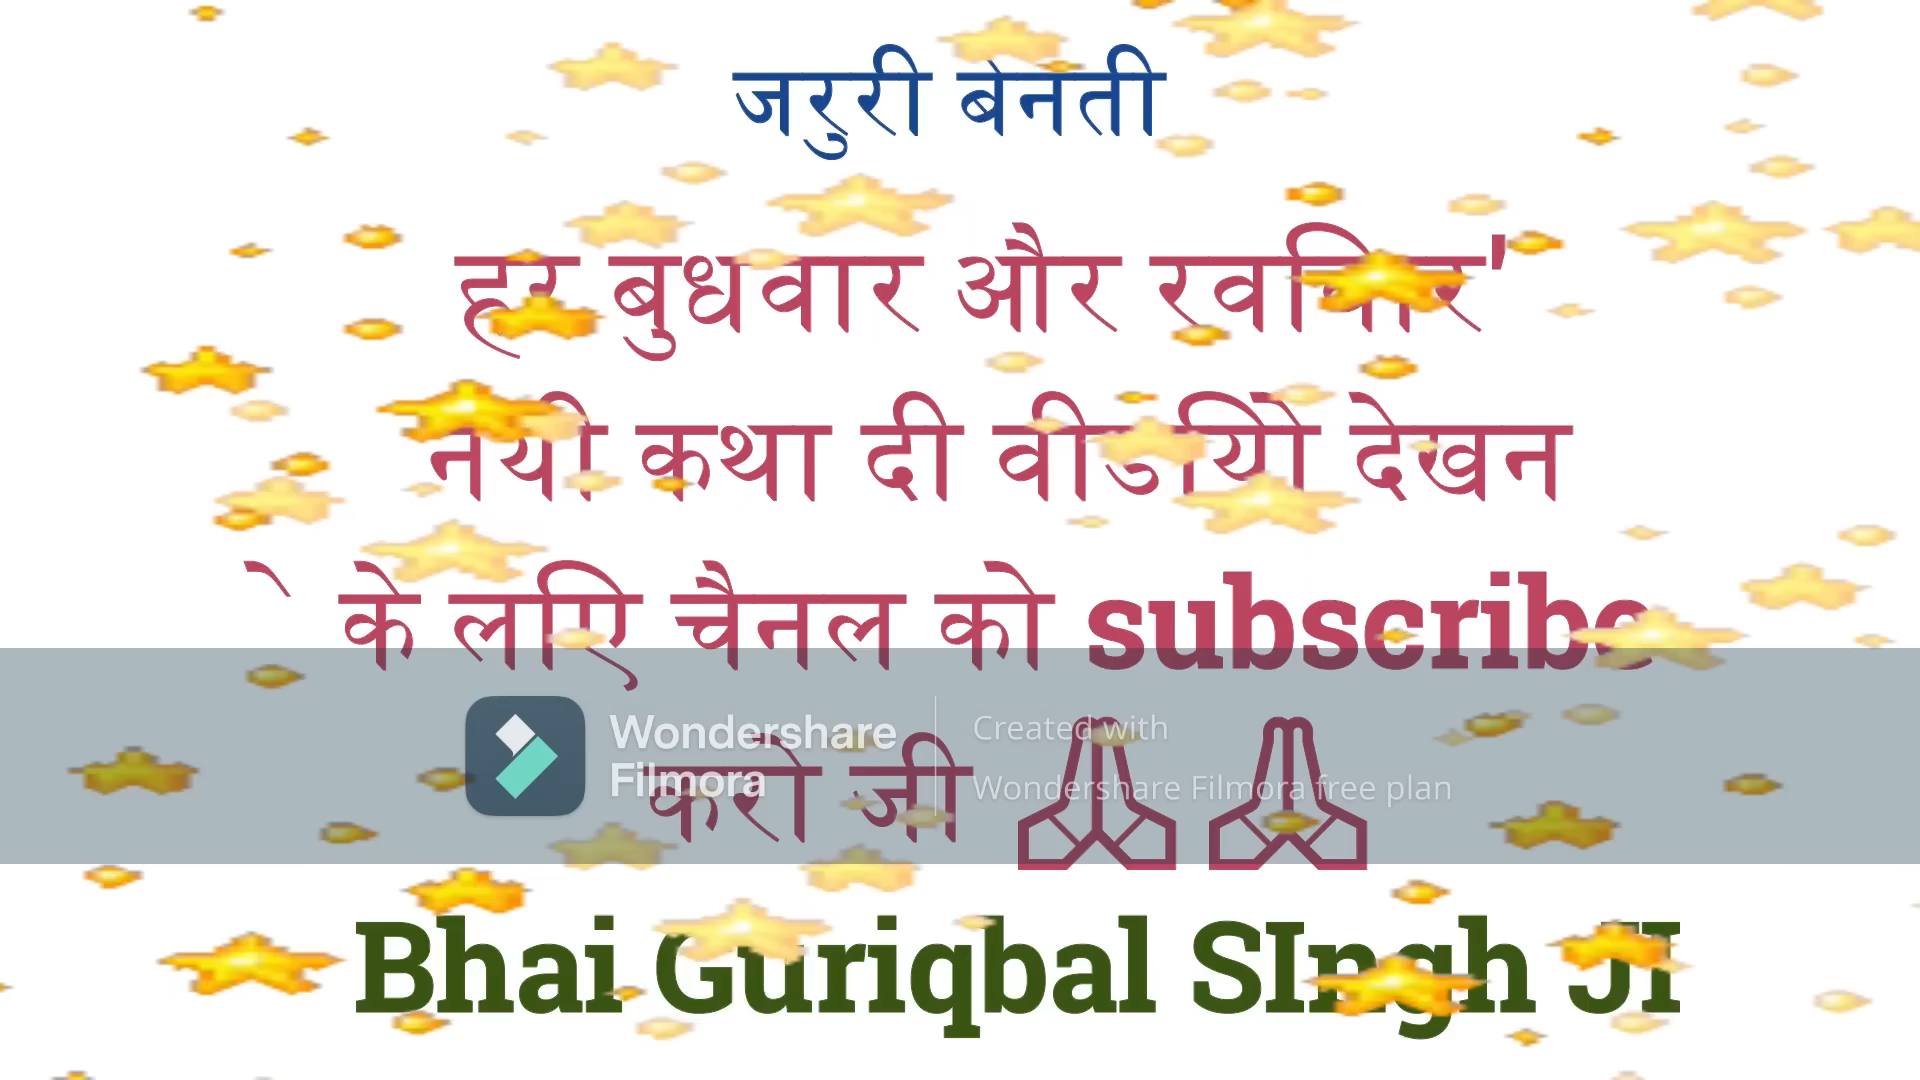 जरुरी बेनती
हर बुधवार और रविवार'
नयी कथा दी वीडियो देखन
े के लिए चैनल को subscribe
करो जी 🙏 🙏
Wondershare Filmora
Created with
Wondershare Filmora free plan
Bhai Guriqbal SIngh JI